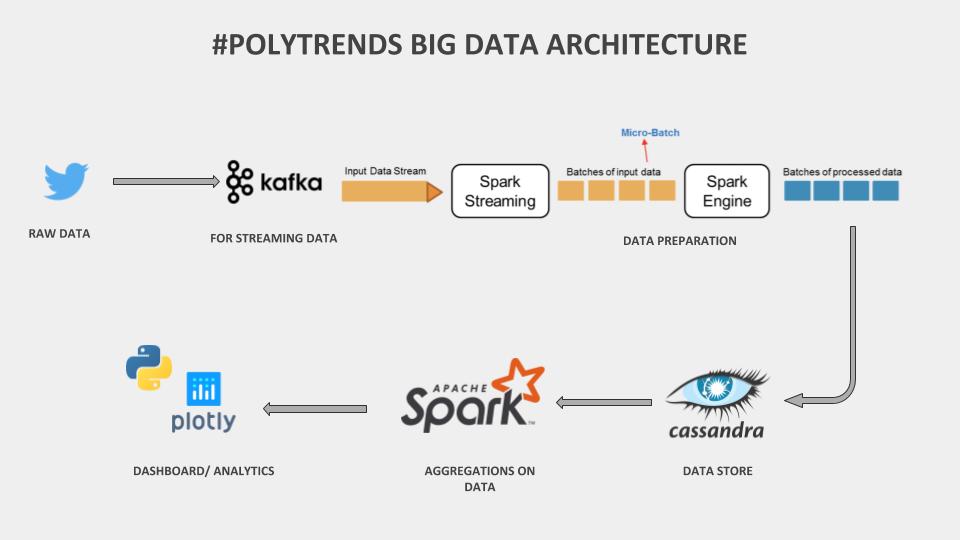 #POLYTRENDS BIG DATA ARCHITECTURE
Micro-Batch
kafka
Input Data Stream
Spark
Streaming
Batches of input data
Spark
Engine
Batches of processed data
RAW DATA
FOR STREAMING DATA
DATA PREPARATION
plotly
APACHE
Spark
TM
cassandra
DASHBOARD/ ANALYTICS
AGGREGATIONS ON
DATA
DATA STORE